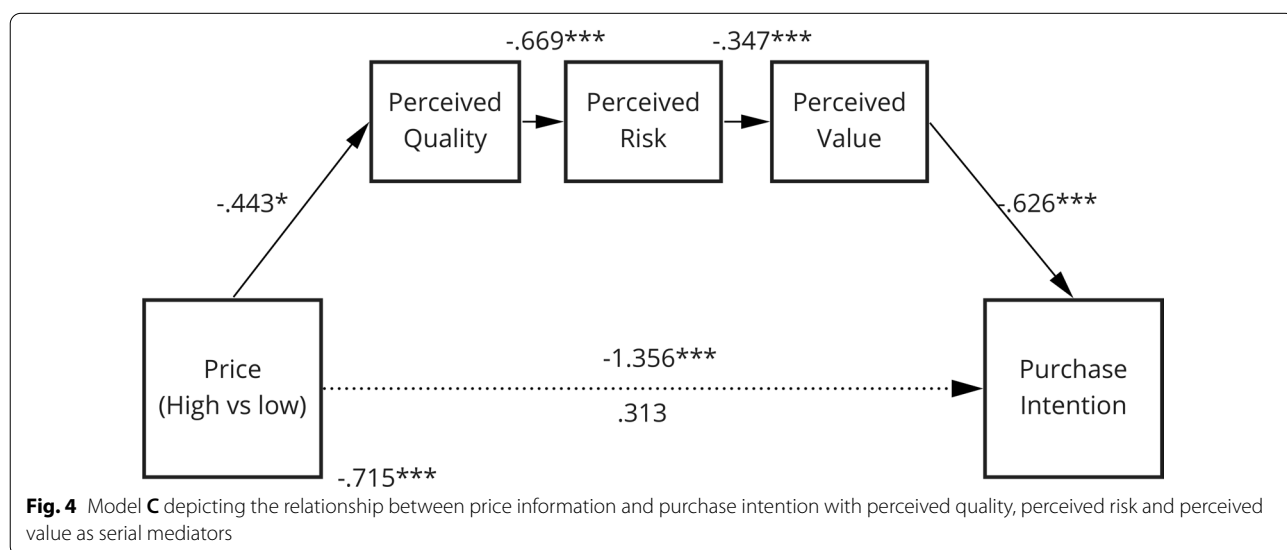 -.669***
-.347***
Perceived
Quality
Perceived
Risk
Perceived
Value
-.443*
-.626***
Price
(High vs low)
-1.356***
.313
Purchase
Intention
-.715***
Fig. 4 Model C depicting the relationship between price information and purchase intention with perceived quality, perceived risk and perceived
value as serial mediators